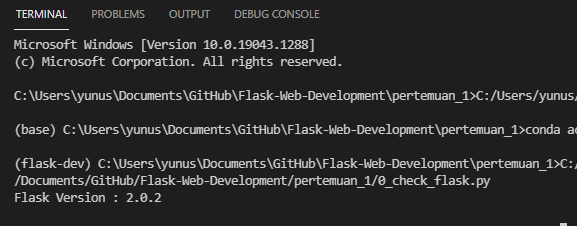 TERMINAL PROBLEMS OUTPUT DEBUG CONSOLE
Microsoft Windows [Version 10.0.19043.1288]
(c) Microsoft Corporation. All rights reserved.
C:\Users\yunus\Documents\GitHub\Flask-Web-Development\pertemuan_1>C:/Users/yunus/
(base) C:\Users\yunus\Documents\GitHub\Flask-Web-Development\pertemuan_1>conda ac
(flask-dev) C:\Users\yunus\Documents\GitHub\Flask-Web-Development\pertemuan_1>C:/
/Documents/GitHub/Flask-Web-Development/pertemuan_1/0_check_flask.py
Flask Version : 2.0.2